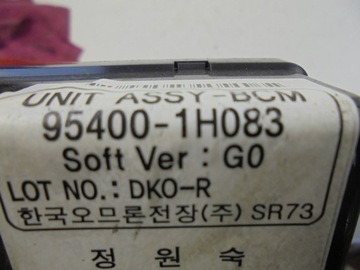 UNIT ASSY-BCM
95400-1H083
Soft Ver : G0
LOT NO.: DKO-R
한국오므론전장(주) SR73
정 원 숙